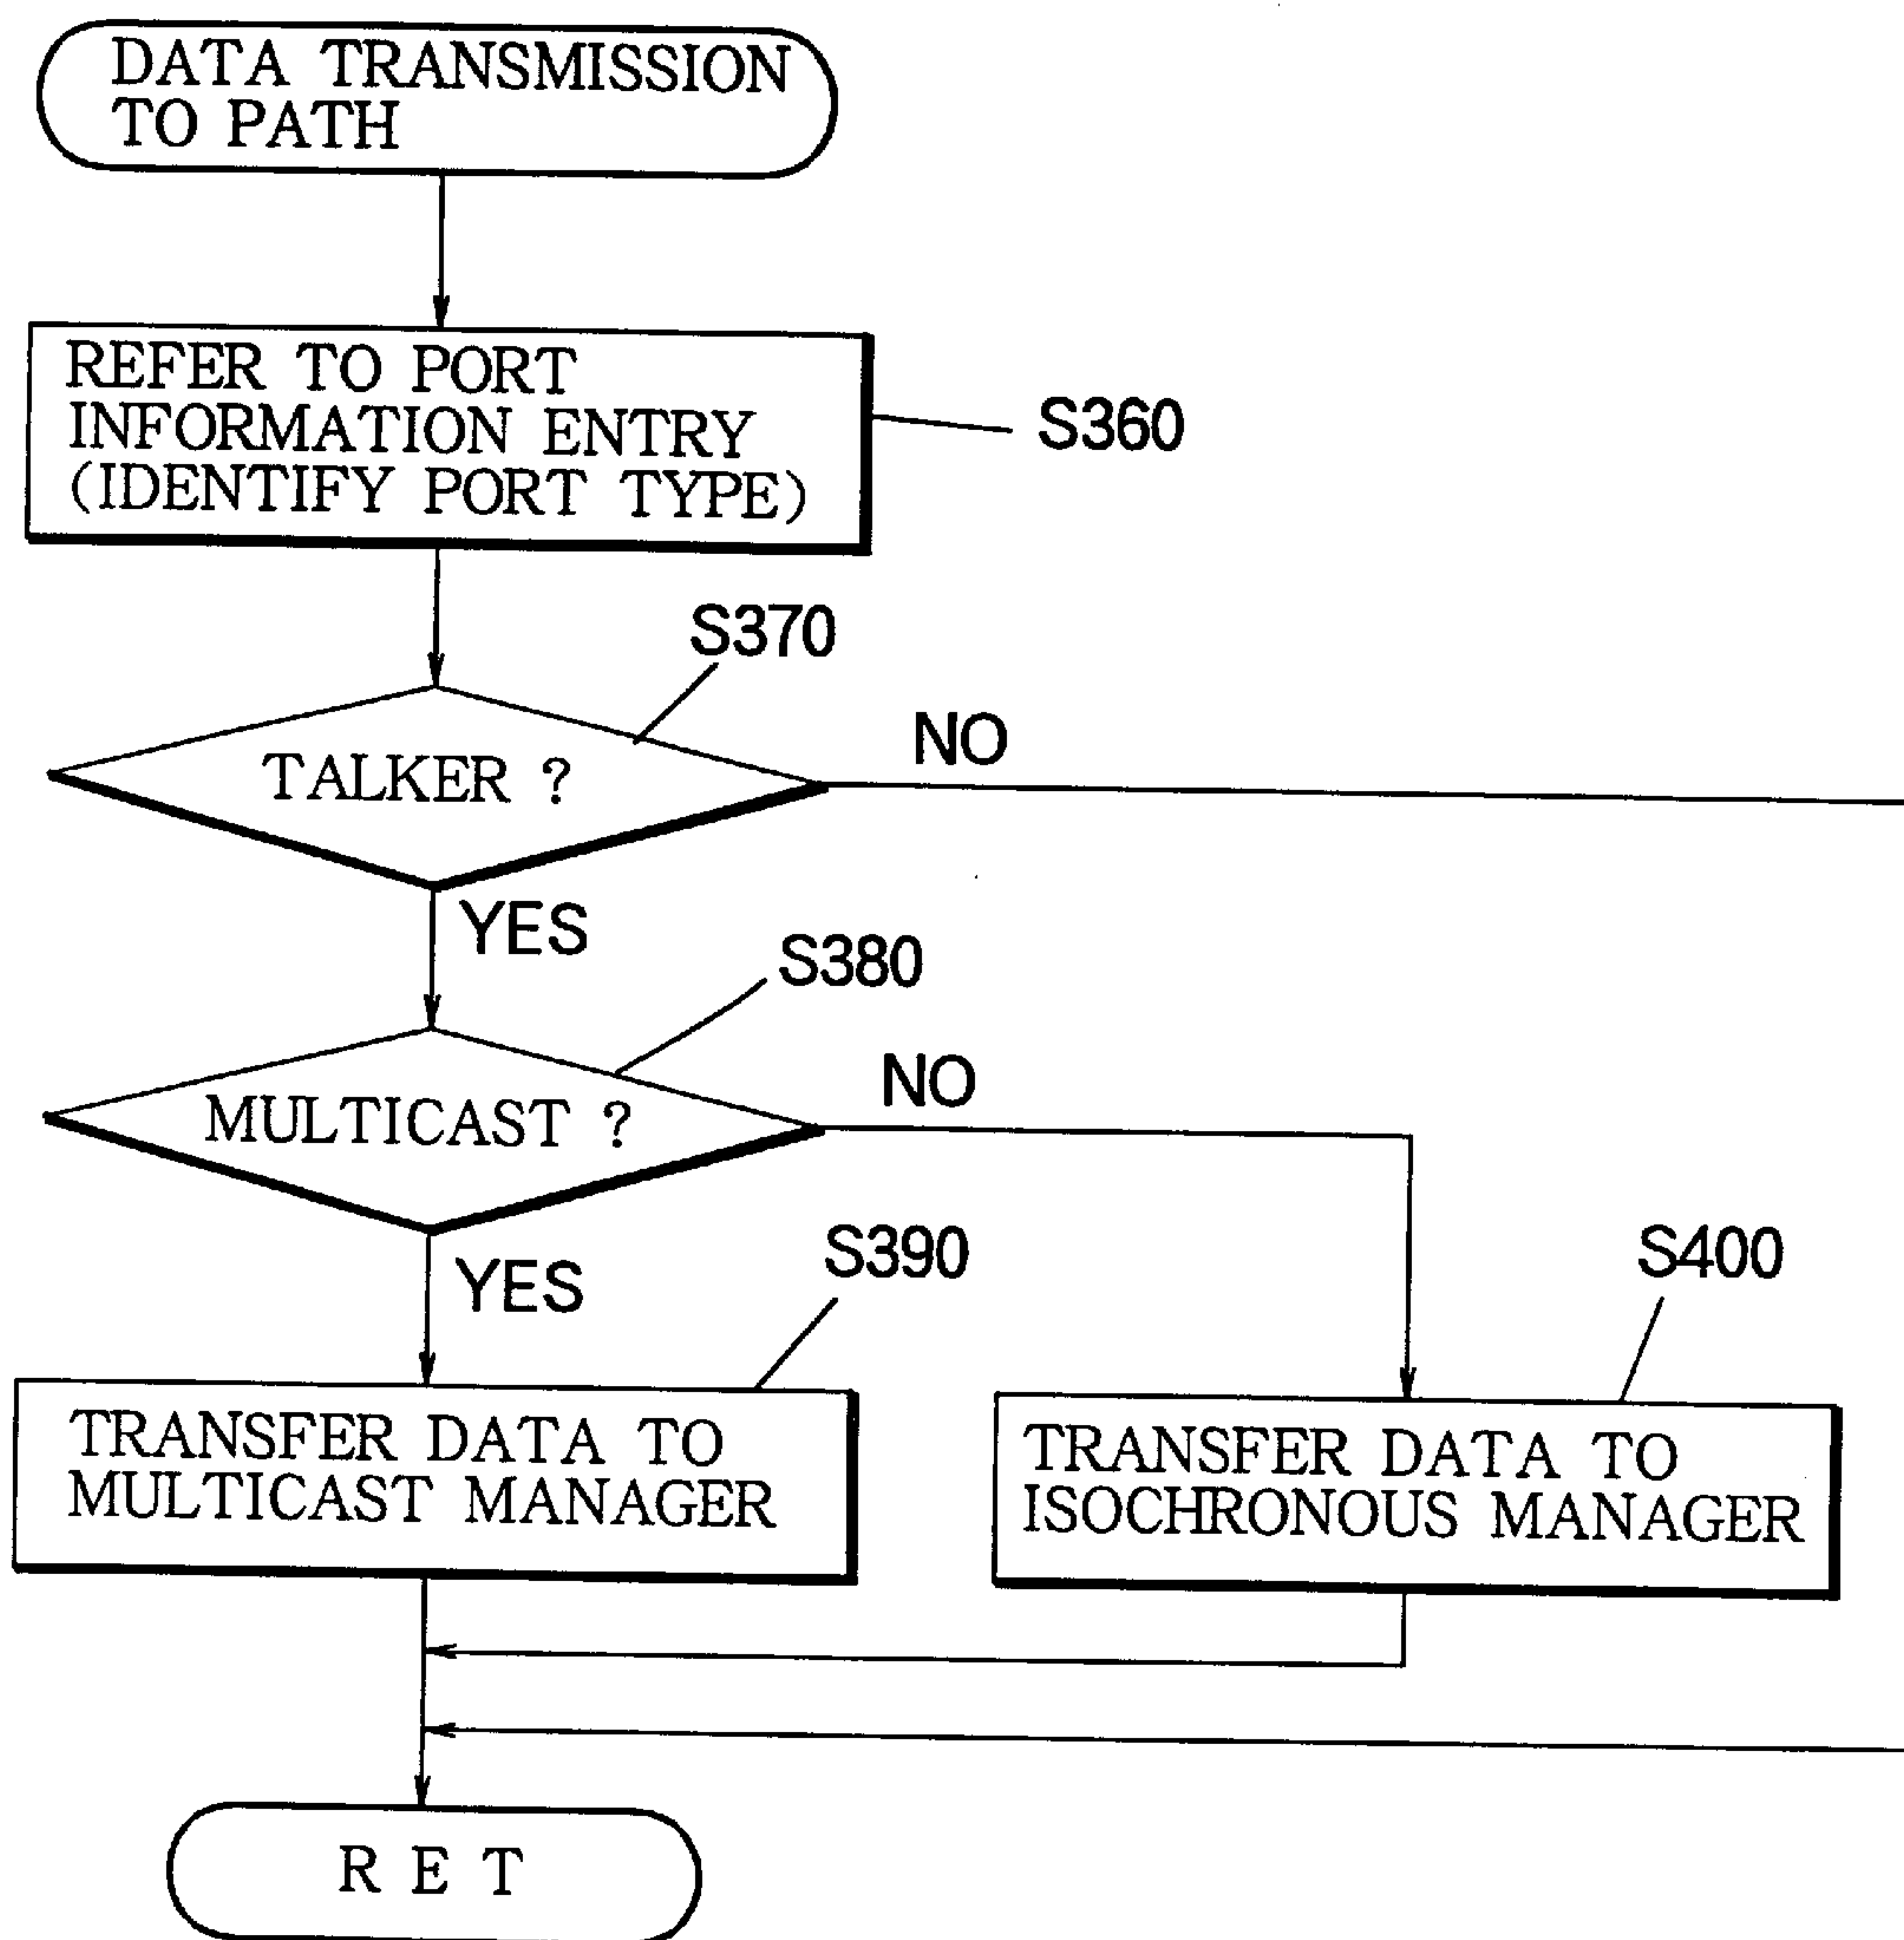 DATA TRANSMISSION
TO PATH
REFER TO PORT
INFORMATION ENTRY
(IDENTIFY PORT TYPE)
S360
S370
TALKER ?
NO
YES
S380
MULTICAST ?
NO
YES
S390
S400
TRANSFER DATA TO
MULTICAST MANAGER
TRANSFER DATA TO
ISOCHRONOUS MANAGER
R E T